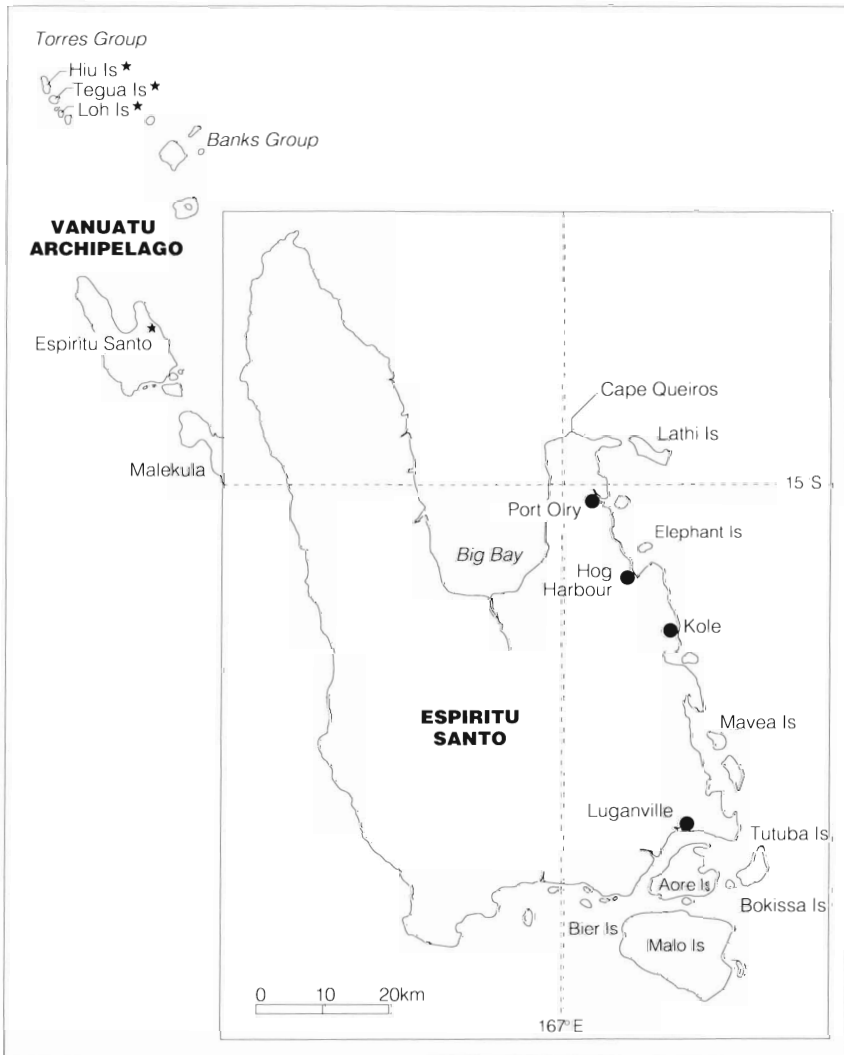 Torres Group
Hiu Is ★
Tegua Is ★
Loh Is ★
Banks Group
VANUATU
ARCHIPELAGO
Espiritu Santo
★
Malekula
Cape Queiros
Lathi Is
15 S
Port Olry
Elephant Is
Big Bay
Hog
Harbour
Kole
ESPIRITU
SANTO
Mavea Is
Luganville
Tutuba Is
Aore Is
Bokissa Is
Bier Is
Malo Is
0 10 20km
167° E